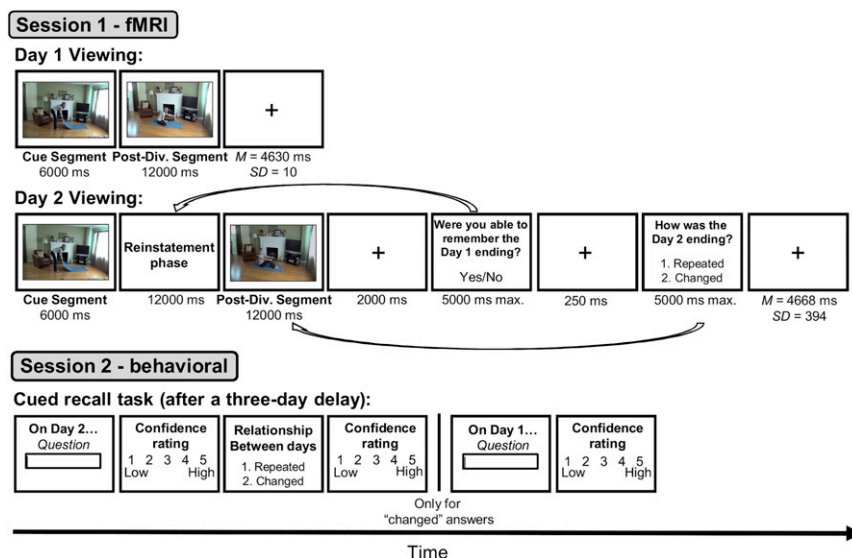 Session 1 - fMRI
Day 1 Viewing:
+
Cue Segment Post-Div. Segment M = 4630 ms
6000 ms 12000 ms SD = 10
Day 2 Viewing:
Reinstatement
phase
+
Were you able to
remember the
Day 1 ending?
Yes/No
+
How was the
Day 2 ending?
1. Repeated
2. Changed
+
Cue Segment 12000 ms Post-Div. Segment 2000 ms 5000 ms max. 250 ms 5000 ms max. M = 4668 ms
6000 ms 12000 ms SD = 394
Session 2 - behavioral
Cued recall task (after a three-day delay):
On Day 2...
Question
Confidence
rating
1 2 3 4 5
Low High
Relationship
Between days
1. Repeated
2. Changed
Confidence
rating
1 2 3 4 5
Low High
On Day 1...
Question
Confidence
rating
1 2 3 4 5
Low High
Only for
"changed" answers
Time